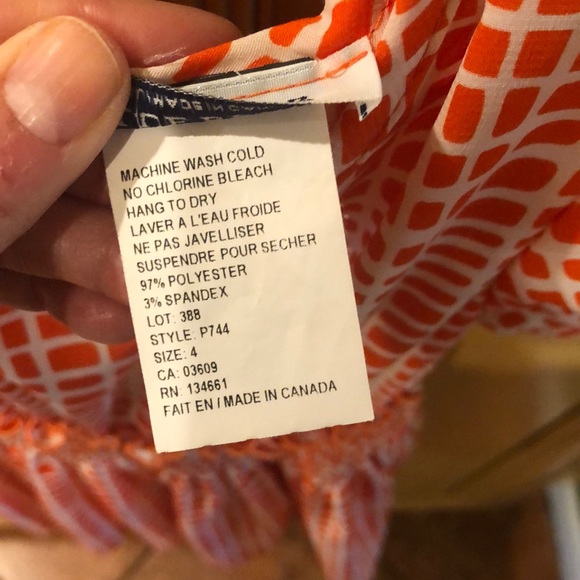 MACHINE WASH COLD
NO CHLORINE BLEACH
HANG TO DRY
LAVER A L'EAU FROIDE
NE PAS JAVELLISER
SUSPENDRE POUR SECHER
97% POLYESTER
3% SPANDEX
LOT: 388
STYLE: P744
SIZE: 4
CA: 03609
RN: 134661
FAIT EN / MADE IN CANADA